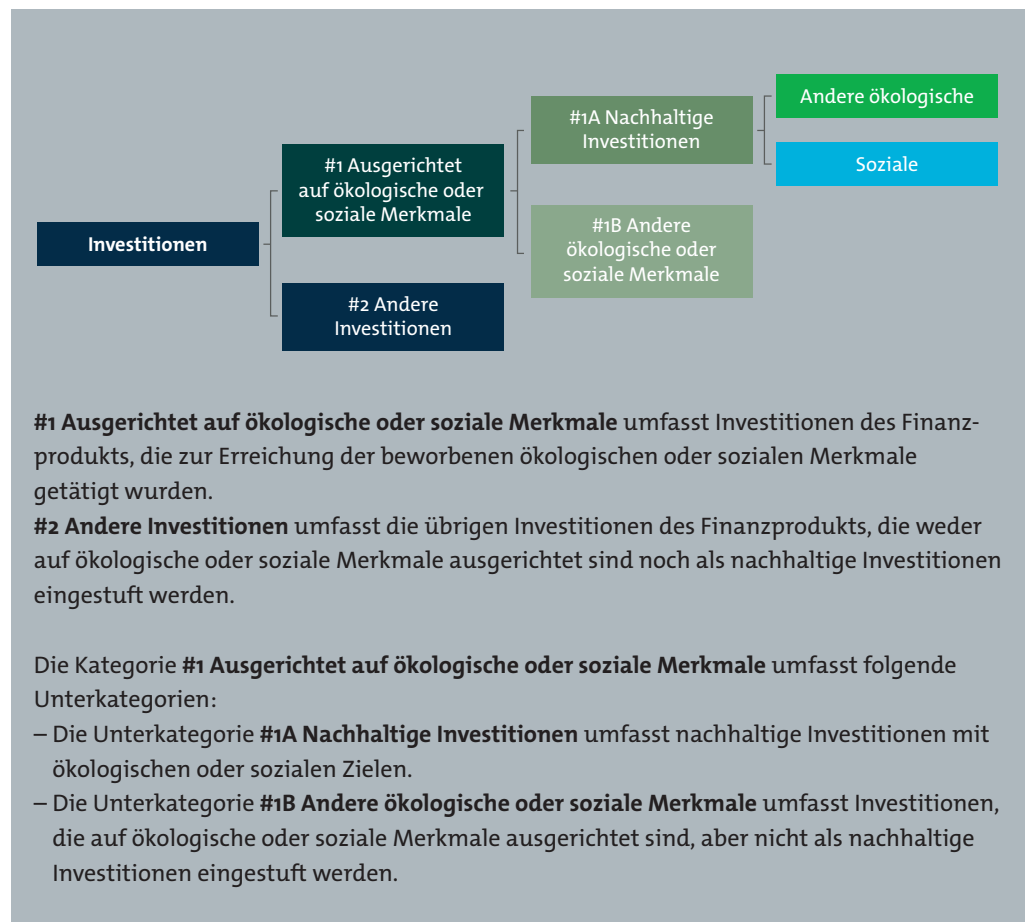 Andere ökologische
#1A Nachhaltige
Investitionen
Soziale
#1 Ausgerichtet
auf ökologische oder
soziale Merkmale
#1B Andere
ökologische oder
soziale Merkmale
Investitionen
#2 Andere
Investitionen
#1 Ausgerichtet auf ökologische oder soziale Merkmale umfasst Investitionen des Finanz-
produkts, die zur Erreichung der beworbenen ökologischen oder sozialen Merkmale
getätigt wurden.
#2 Andere Investitionen umfasst die übrigen Investitionen des Finanzprodukts, die weder
auf ökologische oder soziale Merkmale ausgerichtet sind noch als nachhaltige Investitionen
eingestuft werden.
Die Kategorie #1 Ausgerichtet auf ökologische oder soziale Merkmale umfasst folgende
Unterkategorien:
– Die Unterkategorie #1A Nachhaltige Investitionen umfasst nachhaltige Investitionen mit
ökologischen oder sozialen Zielen.
– Die Unterkategorie #1B Andere ökologische oder soziale Merkmale umfasst Investitionen,
die auf ökologische oder soziale Merkmale ausgerichtet sind, aber nicht als nachhaltige
Investitionen eingestuft werden.